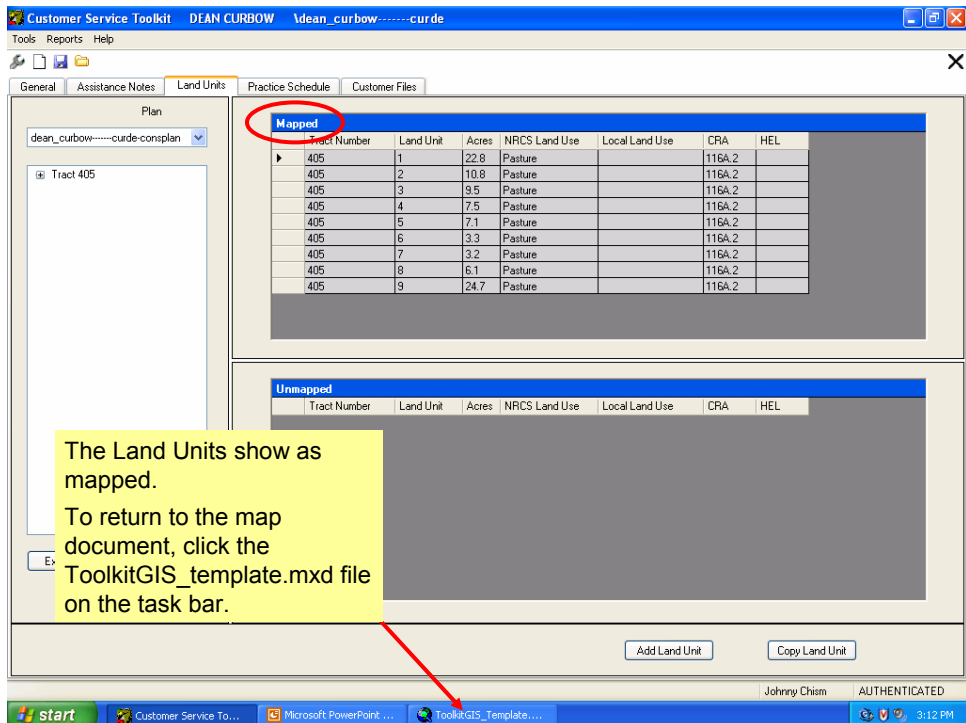 Customer Service Toolkit DEAN CURBOW \dean_curbow-------curde
Tools Reports Help
General Assistance Notes Land Units Practice Schedule Customer Files
Plan
dean_curbow-------curde-consplan
Tract 405
Mapped
Tract Number Land Unit Acres NRCS Land Use Local Land Use CRA HEL
405 1 22.8 Pasture 116A.2
405 2 10.8 Pasture 116A.2
405 3 9.5 Pasture 116A.2
405 4 7.5 Pasture 116A.2
405 5 7.1 Pasture 116A.2
405 6 3.3 Pasture 116A.2
405 7 3.2 Pasture 116A.2
405 8 6.1 Pasture 116A.2
405 9 24.7 Pasture 116A.2
Unmapped
Tract Number Land Unit Acres NRCS Land Use Local Land Use CRA HEL
The Land Units show as
mapped.
To return to the map
document, click the
ToolkitGIS_template.mxd file
on the task bar.
Add Land Unit Copy Land Unit
Johnny Chism AUTHENTICATED
start Customer Service To... Microsoft PowerPoint ... ToolkitGIS_Template.... 3:12 PM